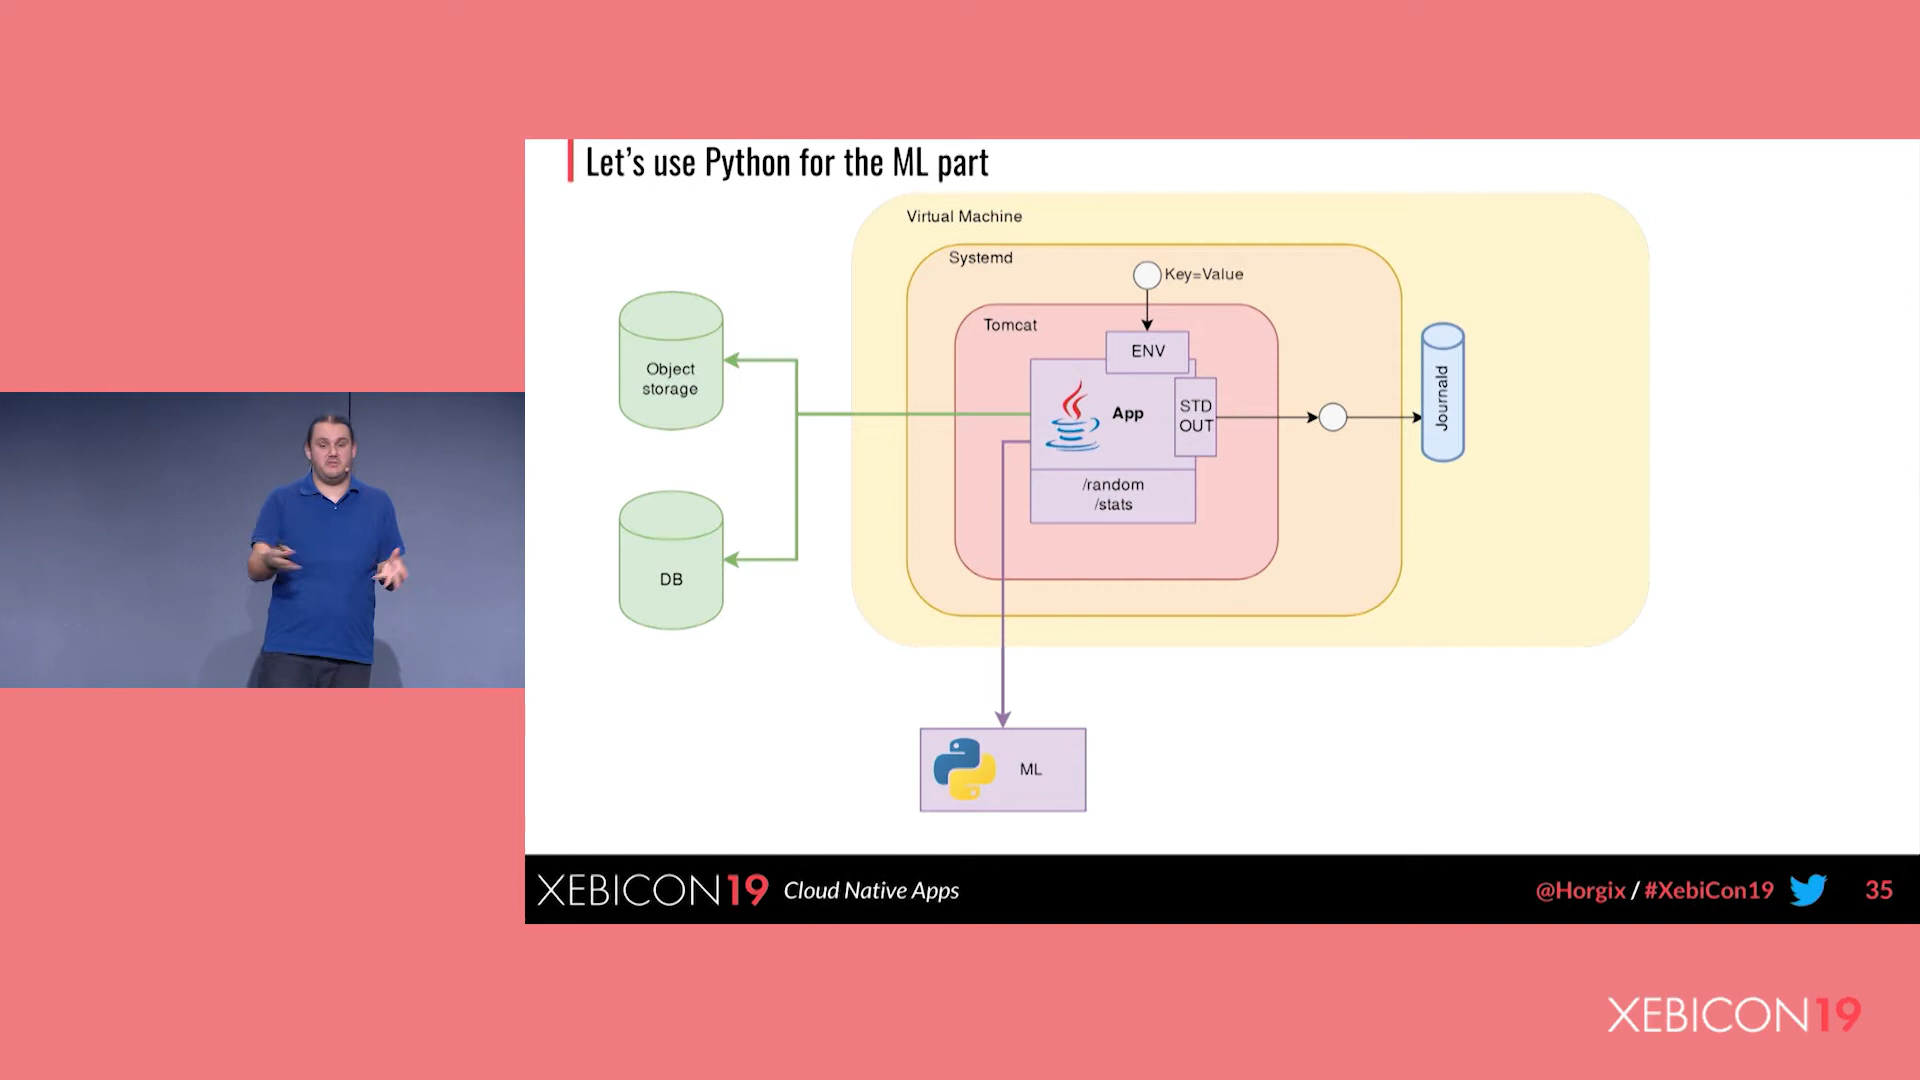 Let's use Python for the ML part
Virtual Machine
Systemd
Key=Value
Tomcat
ENV
Object
storage
App
STD
OUT
Journald
/random
/stats
DB
ML
XEBICON19 Cloud Native Apps
@Horgix / #XebiCon19 35
XEBICON19